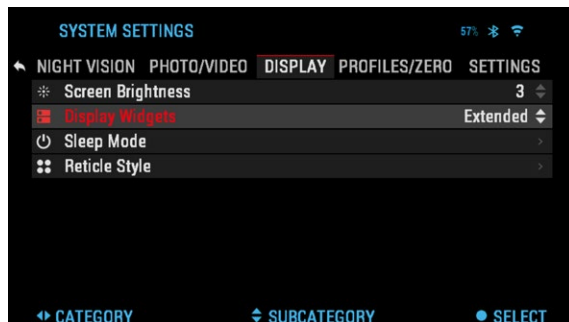 SYSTEM SETTINGS 57%
NIGHT VISION PHOTO/VIDEO DISPLAY PROFILES/ZERO SETTINGS
Screen Brightness 3
Display Widgets Extended
Sleep Mode
Reticle Style
CATEGORY SUBCATEGORY SELECT